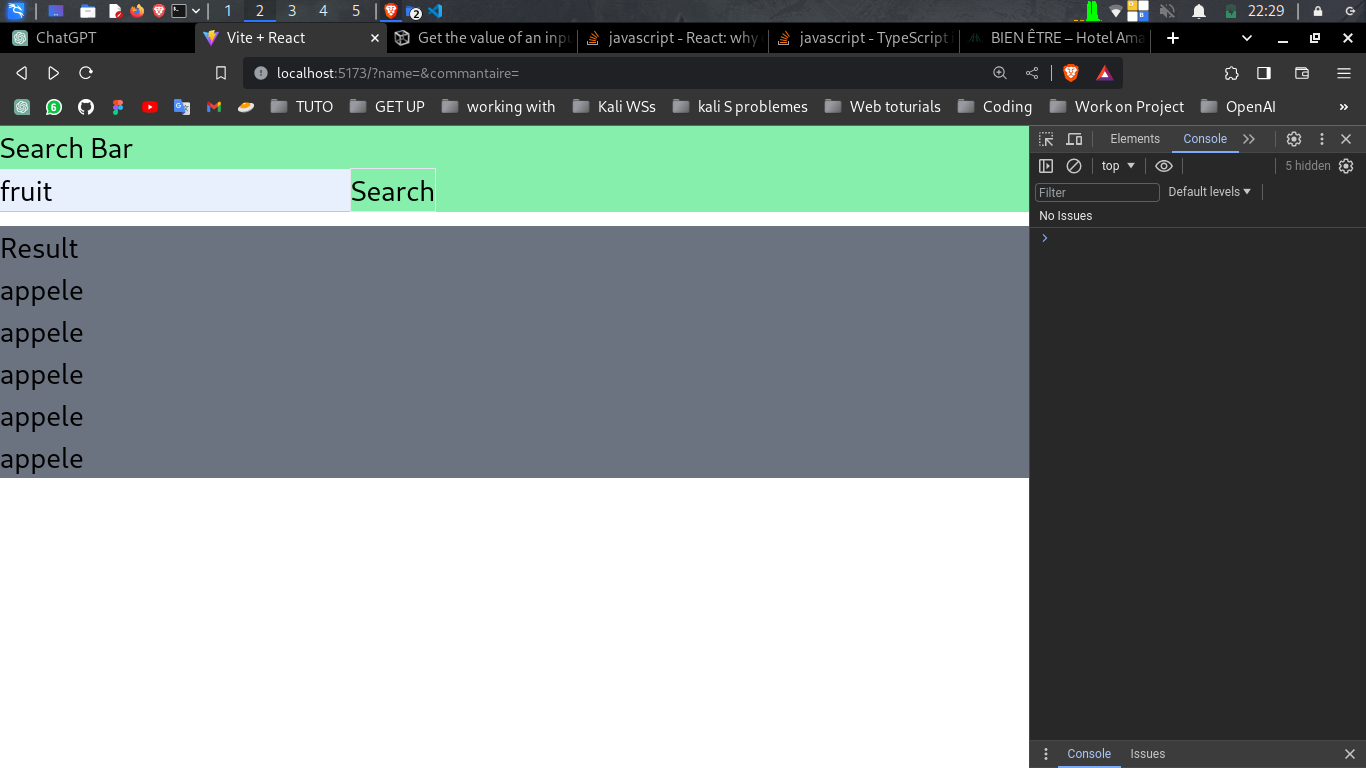 1 2 3 4 5 2 22:29
ChatGPT Vite + React Get the value of an inpu javascript - React: why javascript - TypeScript BIEN ÊTRE – Hotel Ama
localhost:5173/?name=&commantaire=
TUTO GET UP working with Kali WSs kali S problemes Web toturials Coding Work on Project OpenAI »
Search Bar
fruit Search
Result
appele
appele
appele
appele
appele
Elements Console
top 5 hidden
Filter Default levels
No Issues
Console Issues